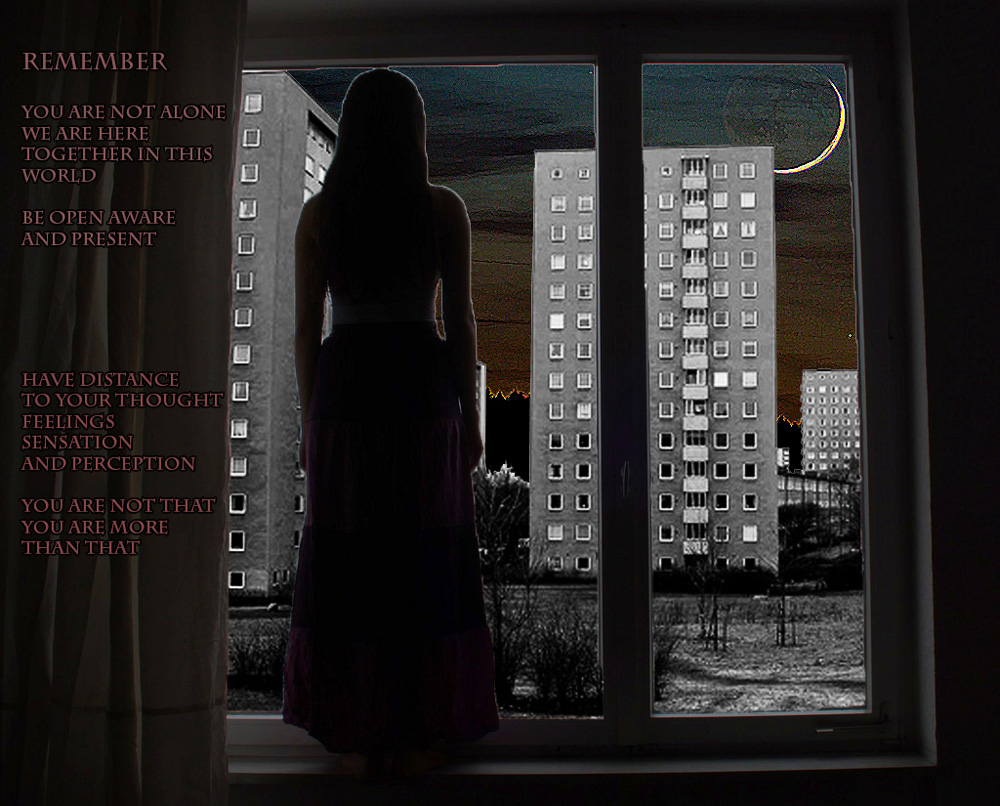 REMEMBER
YOU ARE NOT ALONE
WE ARE HERE
TOGETHER IN THIS
WORLD
BE OPEN AWARE
AND PRESENT
HAVE DISTANCE
TO YOUR THOUGHT
FEELINGS
SENSATION
AND PERCEPTION
YOU ARE NOT THAT
YOU ARE MORE
THAN THAT